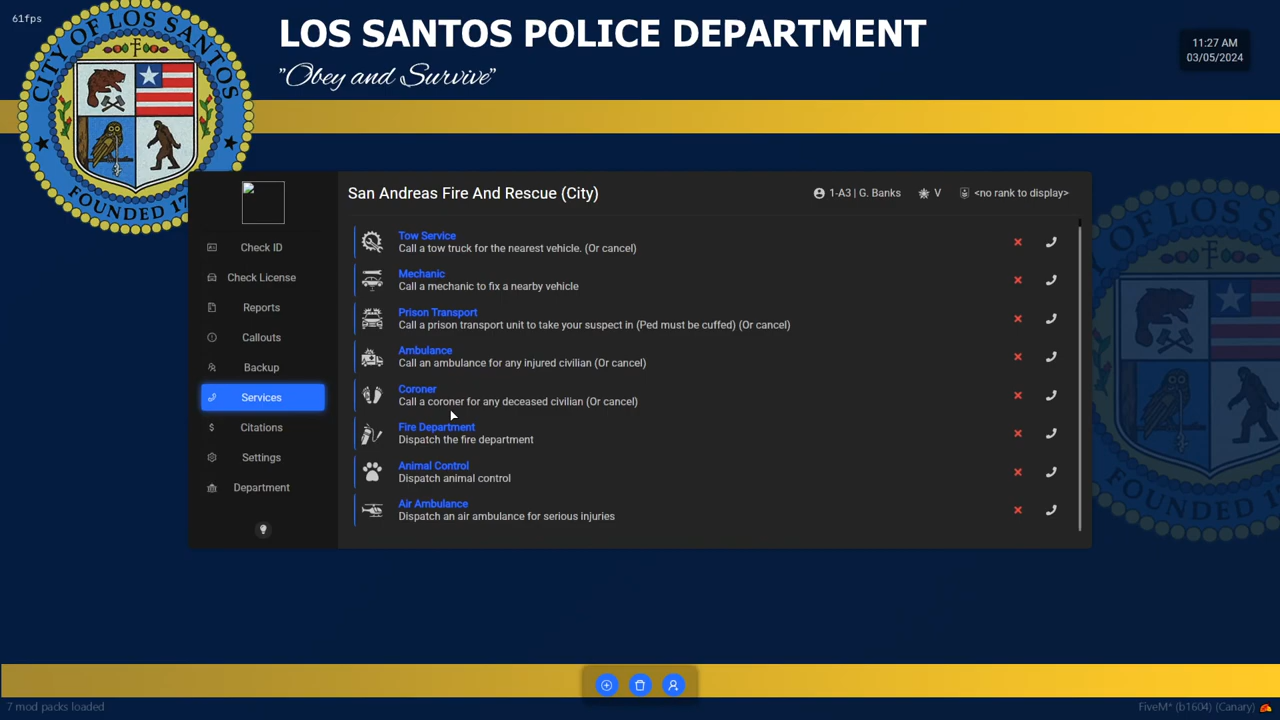 61fps
CITY OF LOS SANTOS
LOS SANTOS POLICE DEPARTMENT
"Obey and Survive"
11:27 AM
03/05/2024
San Andreas Fire And Rescue (City)
1-A3 | G. Banks
V
<no rank to display>
Check ID
Check License
Reports
Callouts
Backup
Services
Citations
Settings
Department
Tow Service
Call a tow truck for the nearest vehicle. (Or cancel)
Mechanic
Call a mechanic to fix a nearby vehicle
Prison Transport
Call a prison transport unit to take your suspect in (Ped must be cuffed) (Or cancel)
Ambulance
Call an ambulance for any injured civilian (Or cancel)
Coroner
Call a coroner for any deceased civilian (Or cancel)
Fire Department
Dispatch the fire department
Animal Control
Dispatch animal control
Air Ambulance
Dispatch an air ambulance for serious injuries
FOUNDED 17
7 mod packs loaded
FiveM* (b1604) (Canary)